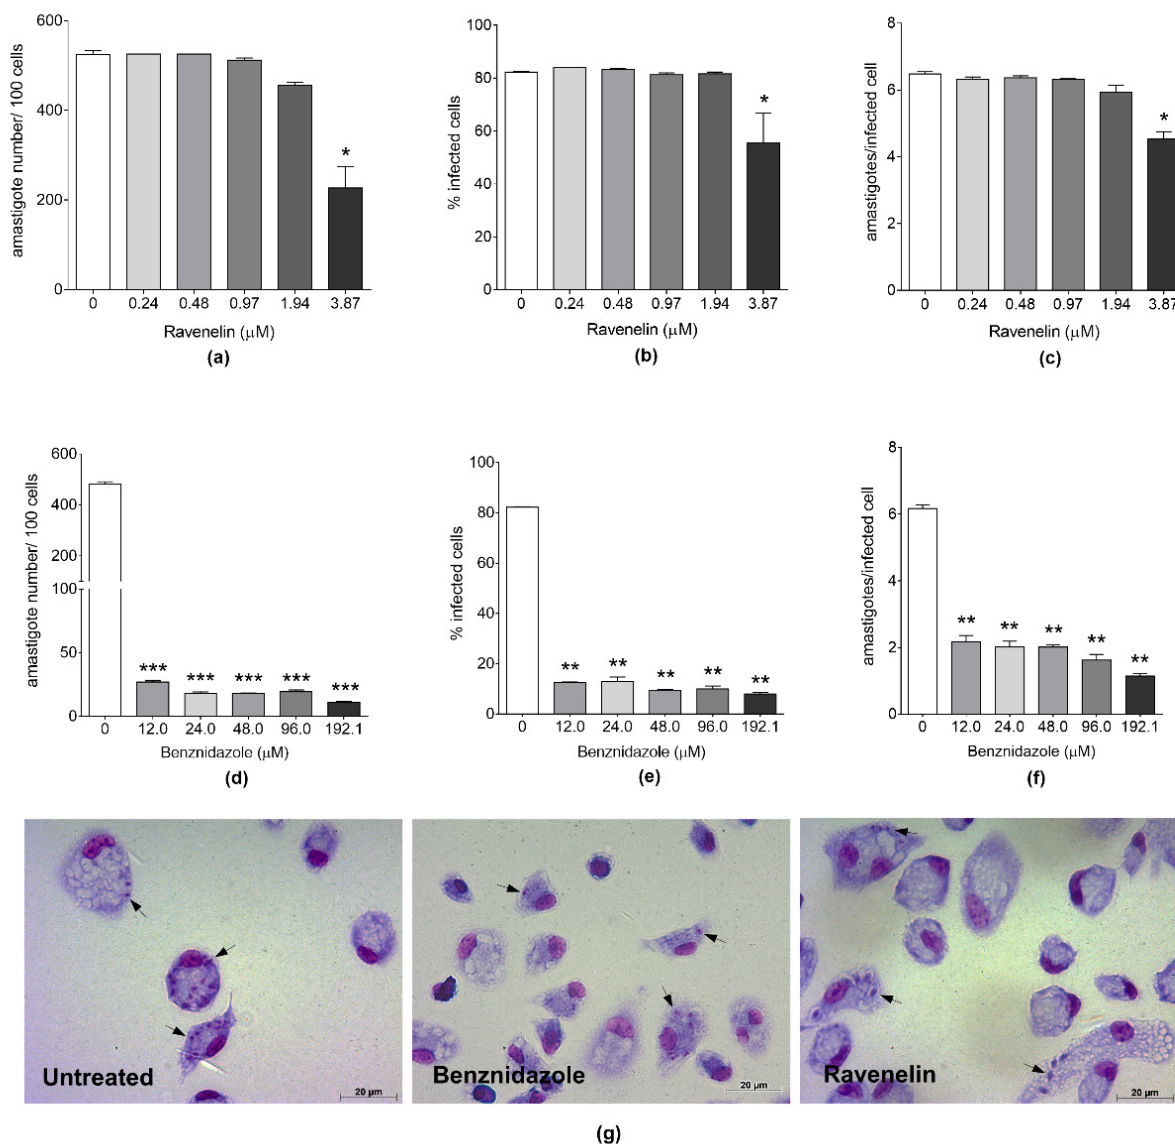 amastigote number/ 100 cells
600
400
200
0
*
0 0.24 0.48 0.97 1.94 3.87
Ravenelin (μM)
(a)
% infected cells
100
80
60
40
20
0
*
0 0.24 0.48 0.97 1.94 3.87
Ravenelin (μM)
(b)
amastigotes/infected cell
8
6
4
2
0
*
0 0.24 0.48 0.97 1.94 3.87
Ravenelin (μM)
(c)
amastigote number/ 100 cells
600
400
200
100
50
0
*** *** *** *** ***
0 12.0 24.0 48.0 96.0 192.1
Benznidazole (μM)
(d)
% infected cells
100
80
60
40
20
0
** ** ** ** **
0 12.0 24.0 48.0 96.0 192.1
Benznidazole (μM)
(e)
amastigotes/infected cell
8
6
4
2
0
** ** ** ** **
0 12.0 24.0 48.0 96.0 192.1
Benznidazole (μM)
(f)
Untreated
20 μm
Benznidazole
20 μm
Ravenelin
20 μm
(g)